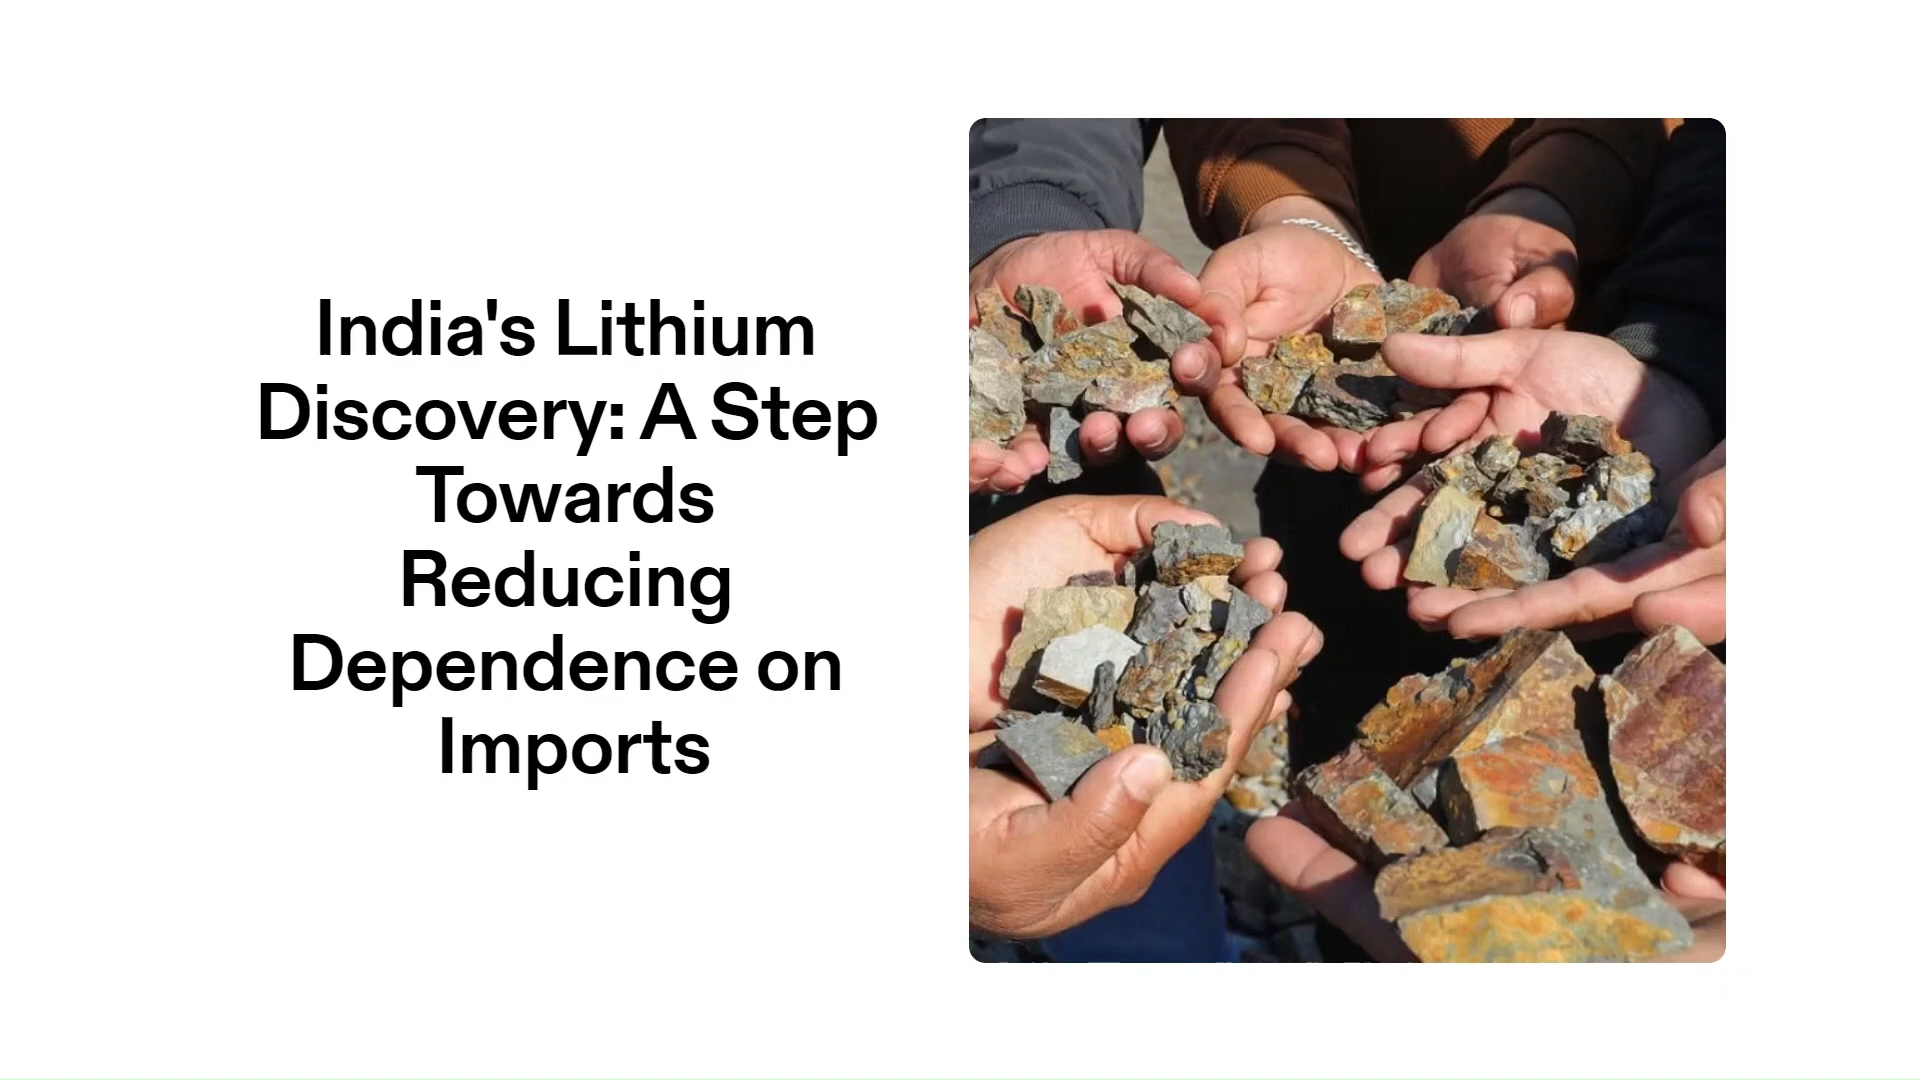 India's Lithium
Discovery: A Step
Towards
Reducing
Dependence on
Imports